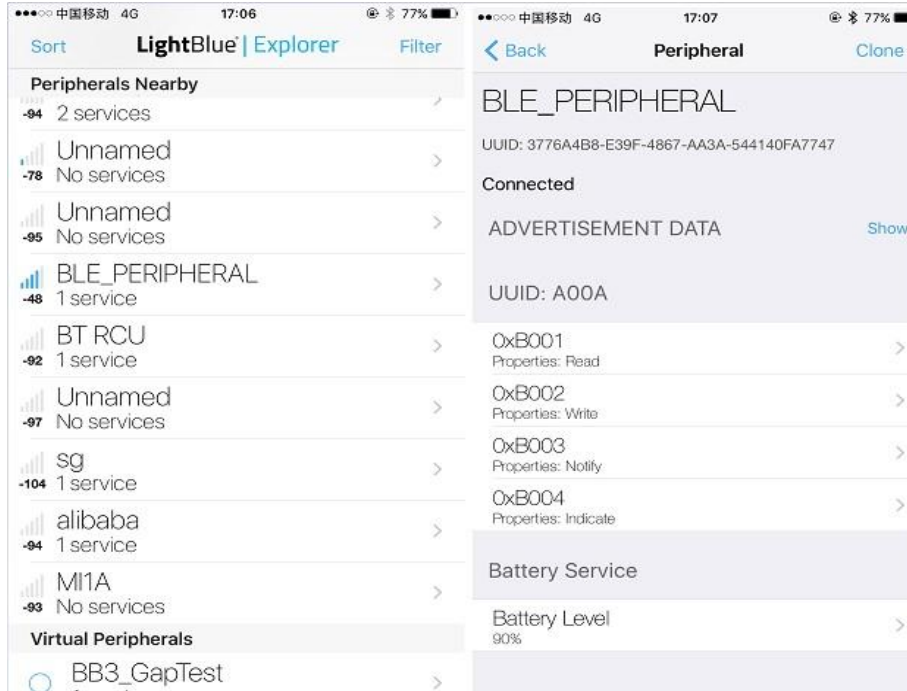 中国移动 4G 17:06 77%
Sort LightBlue | Explorer Filter
Peripherals Nearby
-94 2 services
Unnamed
-78 No services
Unnamed
-95 No services
BLE_PERIPHERAL
-48 1 service
BT RCU
-92 1 service
Unnamed
-97 No services
sg
-104 1 service
alibaba
-94 1 service
MI1A
-93 No services
Virtual Peripherals
BB3_GapTest
中国移动 4G 17:07 77%
Back Peripheral Clone
BLE_PERIPHERAL
UUID: 3776A4B8-E39F-4867-AA3A-544140FA7747
Connected
ADVERTISEMENT DATA Show
UUID: A00A
0xB001
Properties: Read
0xB002
Properties: Write
0xB003
Properties: Notify
0xB004
Properties: Indicate
Battery Service
Battery Level
90%